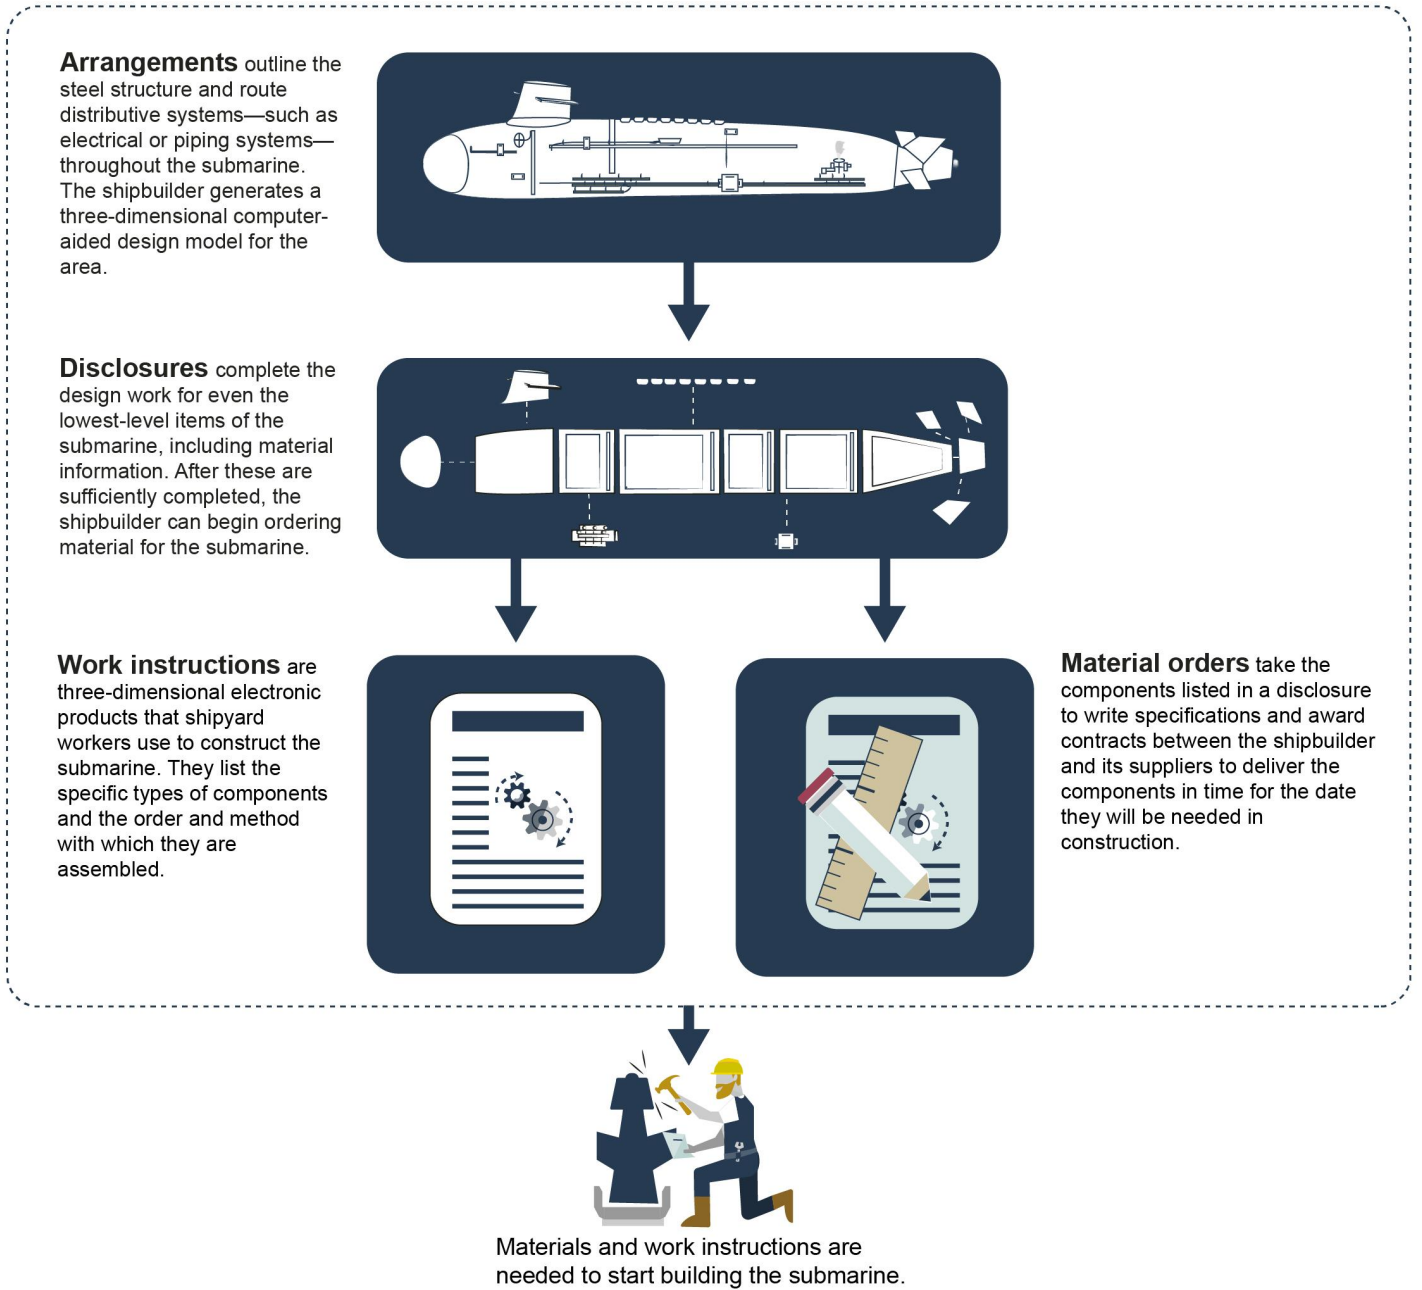 Arrangements outline the
steel structure and route
distributive systems—such as
electrical or piping systems—
throughout the submarine.
The shipbuilder generates a
three-dimensional computer-
aided design model for the
area.
Disclosures complete the
design work for even the
lowest-level items of the
submarine, including material
information. After these are
sufficiently completed, the
shipbuilder can begin ordering
material for the submarine.
Work instructions are
three-dimensional electronic
products that shipyard
workers use to construct the
submarine. They list the
specific types of components
and the order and method
with which they are
assembled.
Material orders take the
components listed in a disclosure
to write specifications and award
contracts between the shipbuilder
and its suppliers to deliver the
components in time for the date
they will be needed in
construction.
Materials and work instructions are
needed to start building the submarine.